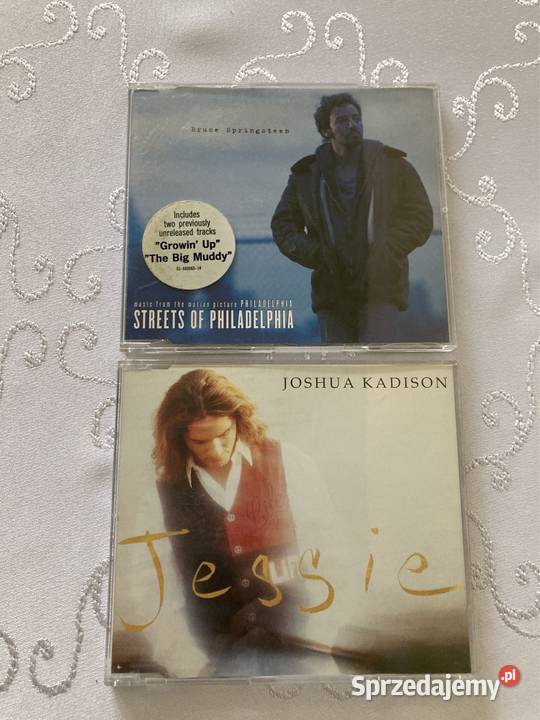 Bruce Springsteen
Includes
two previously
unreleased tracks
"Growin' Up"
"The Big Muddy"
music from the motion picture PHILADELPHIA
STREETS OF PHILADELPHIA
JOSHUA KADISON
Jessie
Sprzedajemy.pl